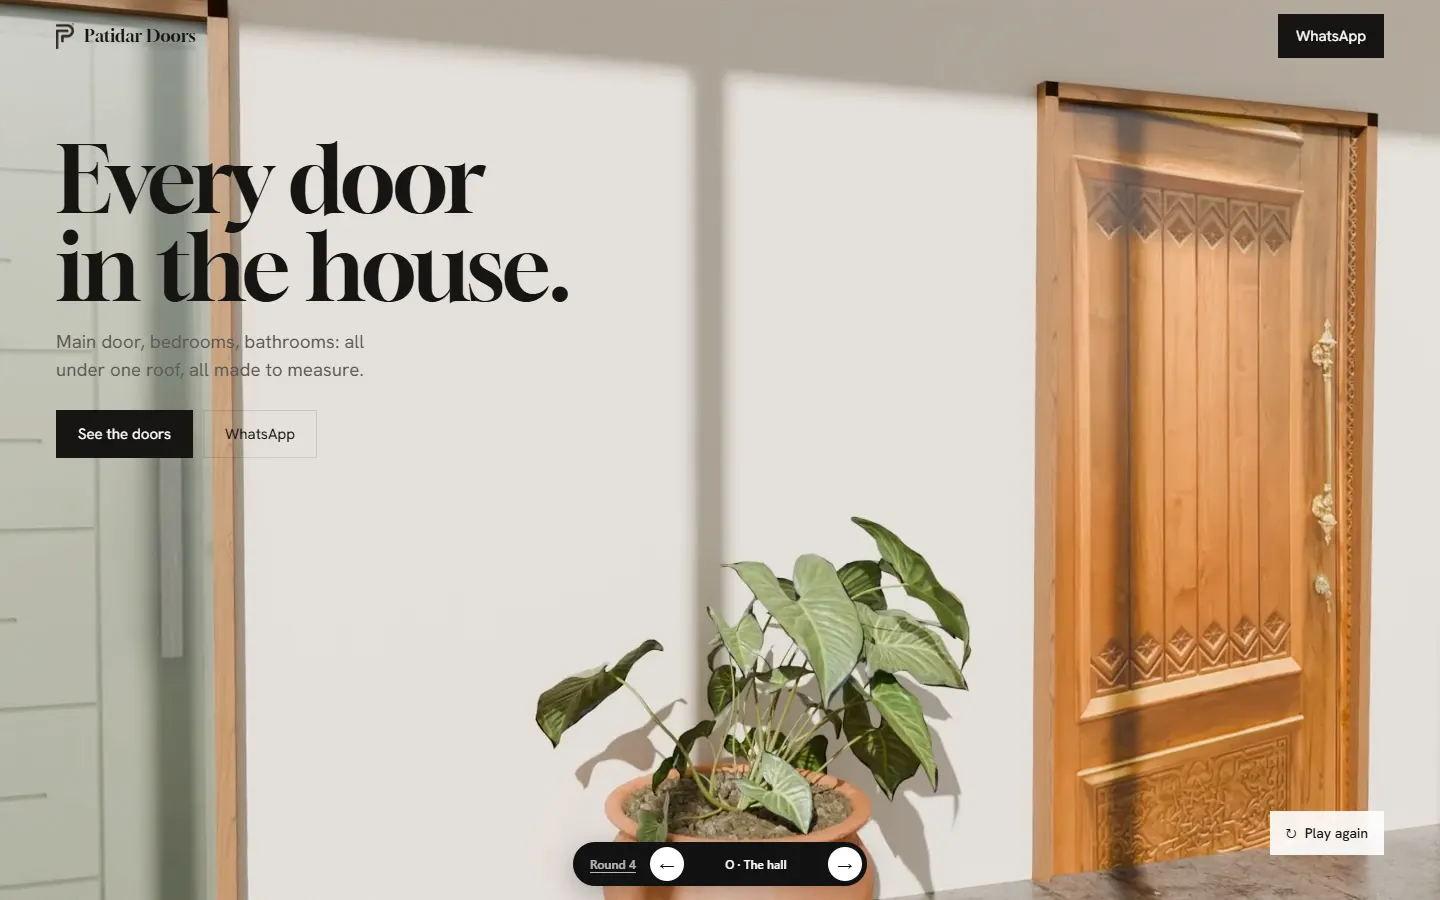 Patidar Doors
WhatsApp
Every door
in the house.
Main door, bedrooms, bathrooms: all
under one roof, all made to measure.
See the doors
WhatsApp
↻ Play again
Round 4 ← O · The hall →